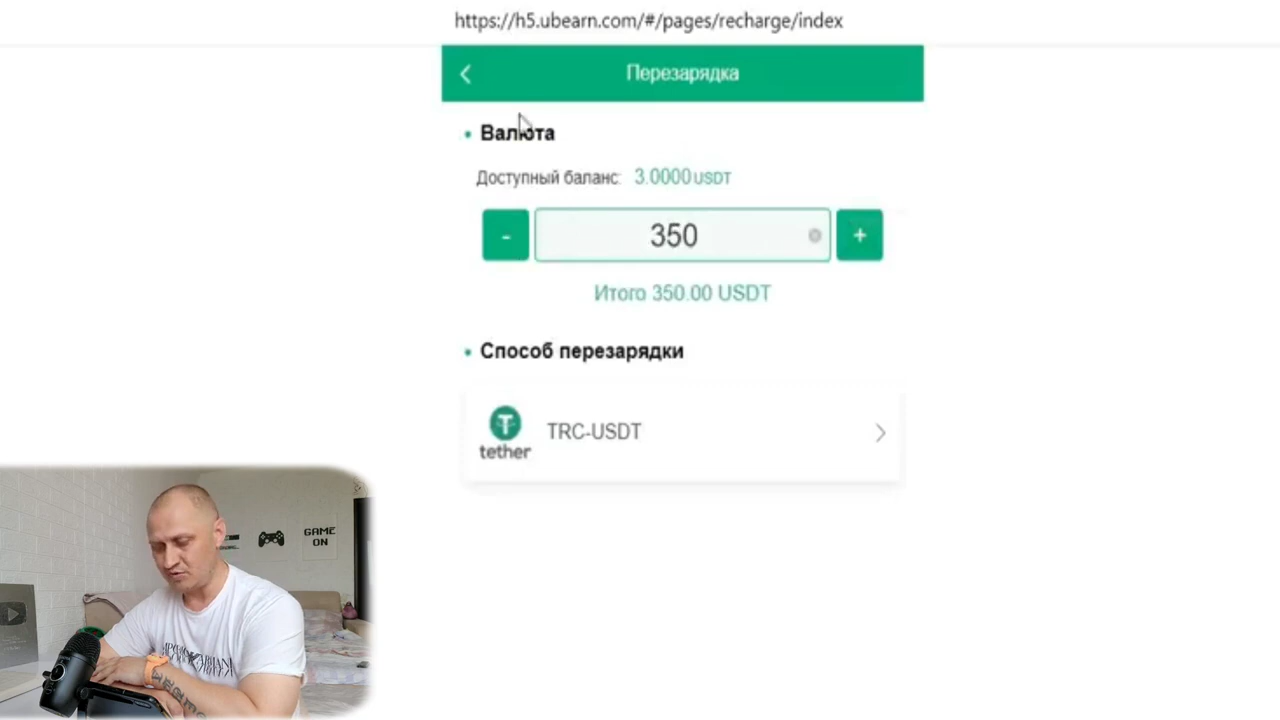 https://h5.ubearn.com/#/pages/recharge/index
Перезарядка
Валюта
Доступный баланс: 3.0000 USDT
- 350 +
Итого 350.00 USDT
Способ перезарядки
tether
TRC-USDT
GAME
ON